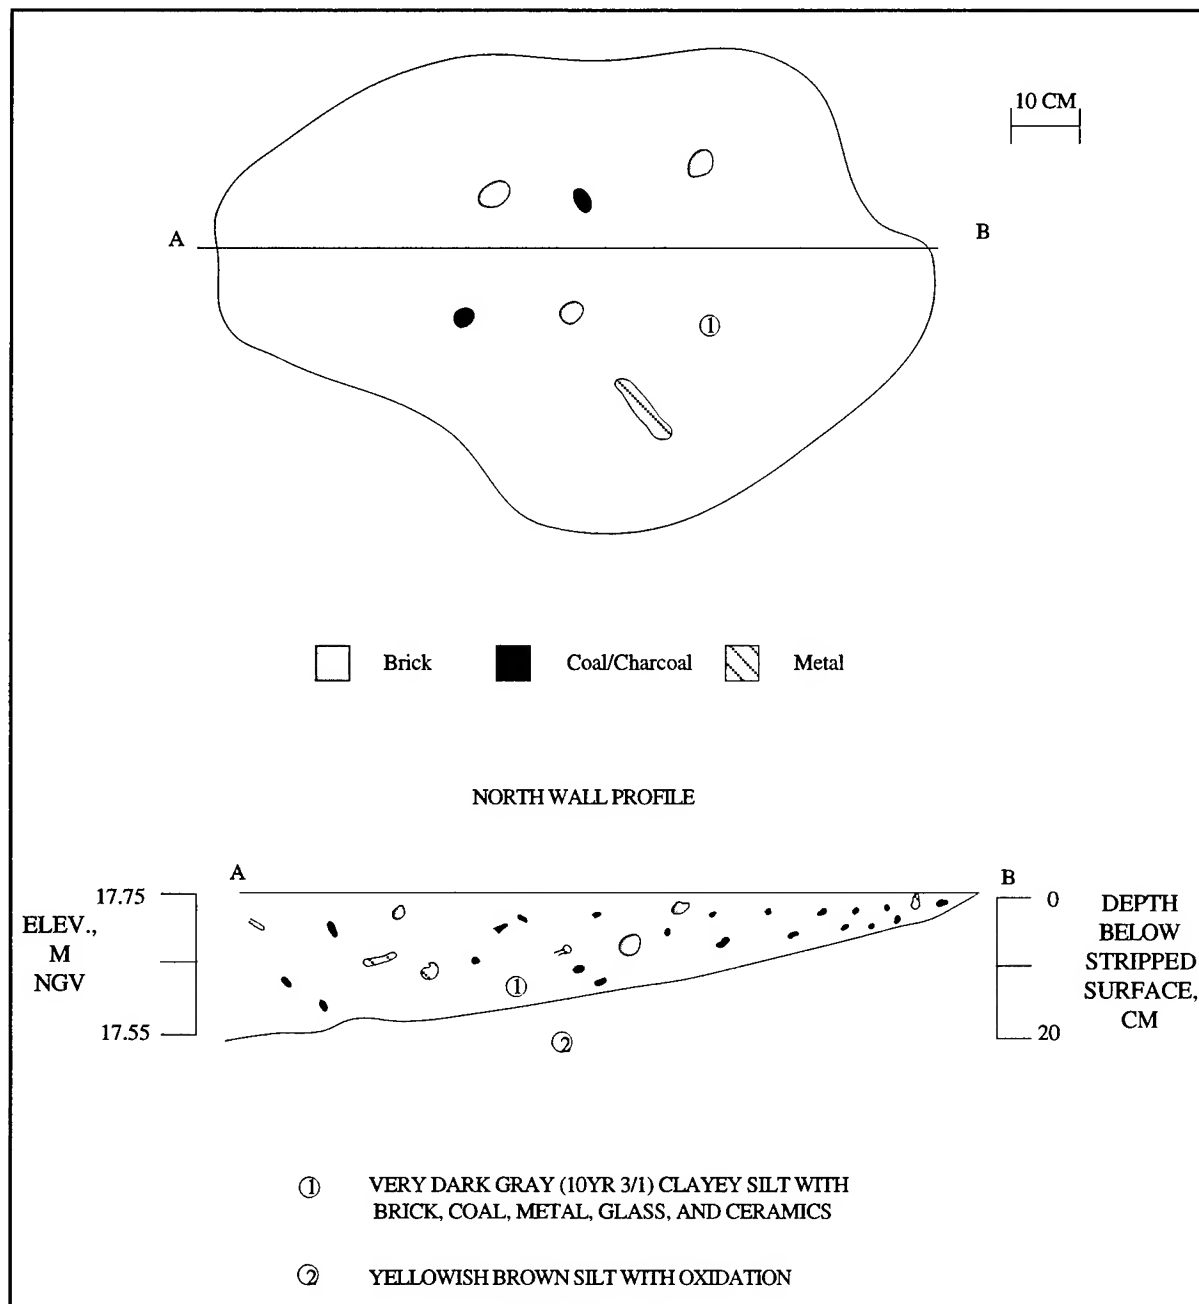 10 CM
A
B
1
Brick
Coal/Charcoal
Metal
NORTH WALL PROFILE
A
B
17.75
0
ELEV.,
M
NGV
DEPTH
BELOW
STRIPPED
SURFACE,
CM
1
17.55
20
2
1 VERY DARK GRAY (10YR 3/1) CLAYEY SILT WITH
BRICK, COAL, METAL, GLASS, AND CERAMICS
2 YELLOWISH BROWN SILT WITH OXIDATION